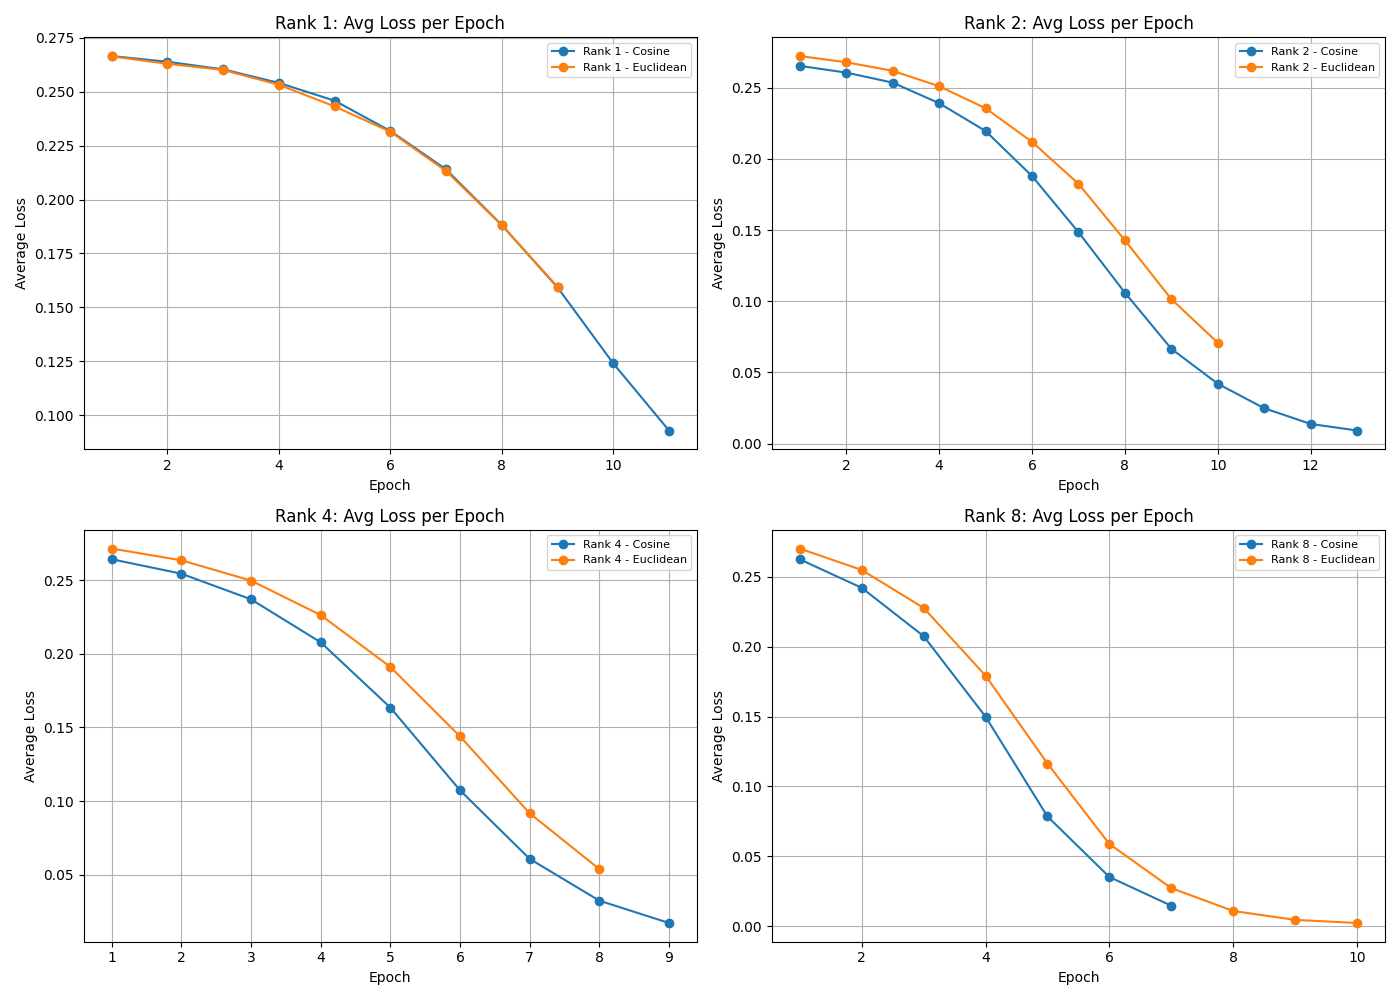 Rank 1: Avg Loss per Epoch
Rank 1 - Cosine
Rank 1 - Euclidean
Average Loss
0.275
0.250
0.225
0.200
0.175
0.150
0.125
0.100
2 4 6 8 10
Epoch
Rank 2: Avg Loss per Epoch
Rank 2 - Cosine
Rank 2 - Euclidean
Average Loss
0.25
0.20
0.15
0.10
0.05
0.00
2 4 6 8 10 12
Epoch
Rank 4: Avg Loss per Epoch
Rank 4 - Cosine
Rank 4 - Euclidean
Average Loss
0.25
0.20
0.15
0.10
0.05
1 2 3 4 5 6 7 8 9
Epoch
Rank 8: Avg Loss per Epoch
Rank 8 - Cosine
Rank 8 - Euclidean
Average Loss
0.25
0.20
0.15
0.10
0.05
0.00
2 4 6 8 10
Epoch